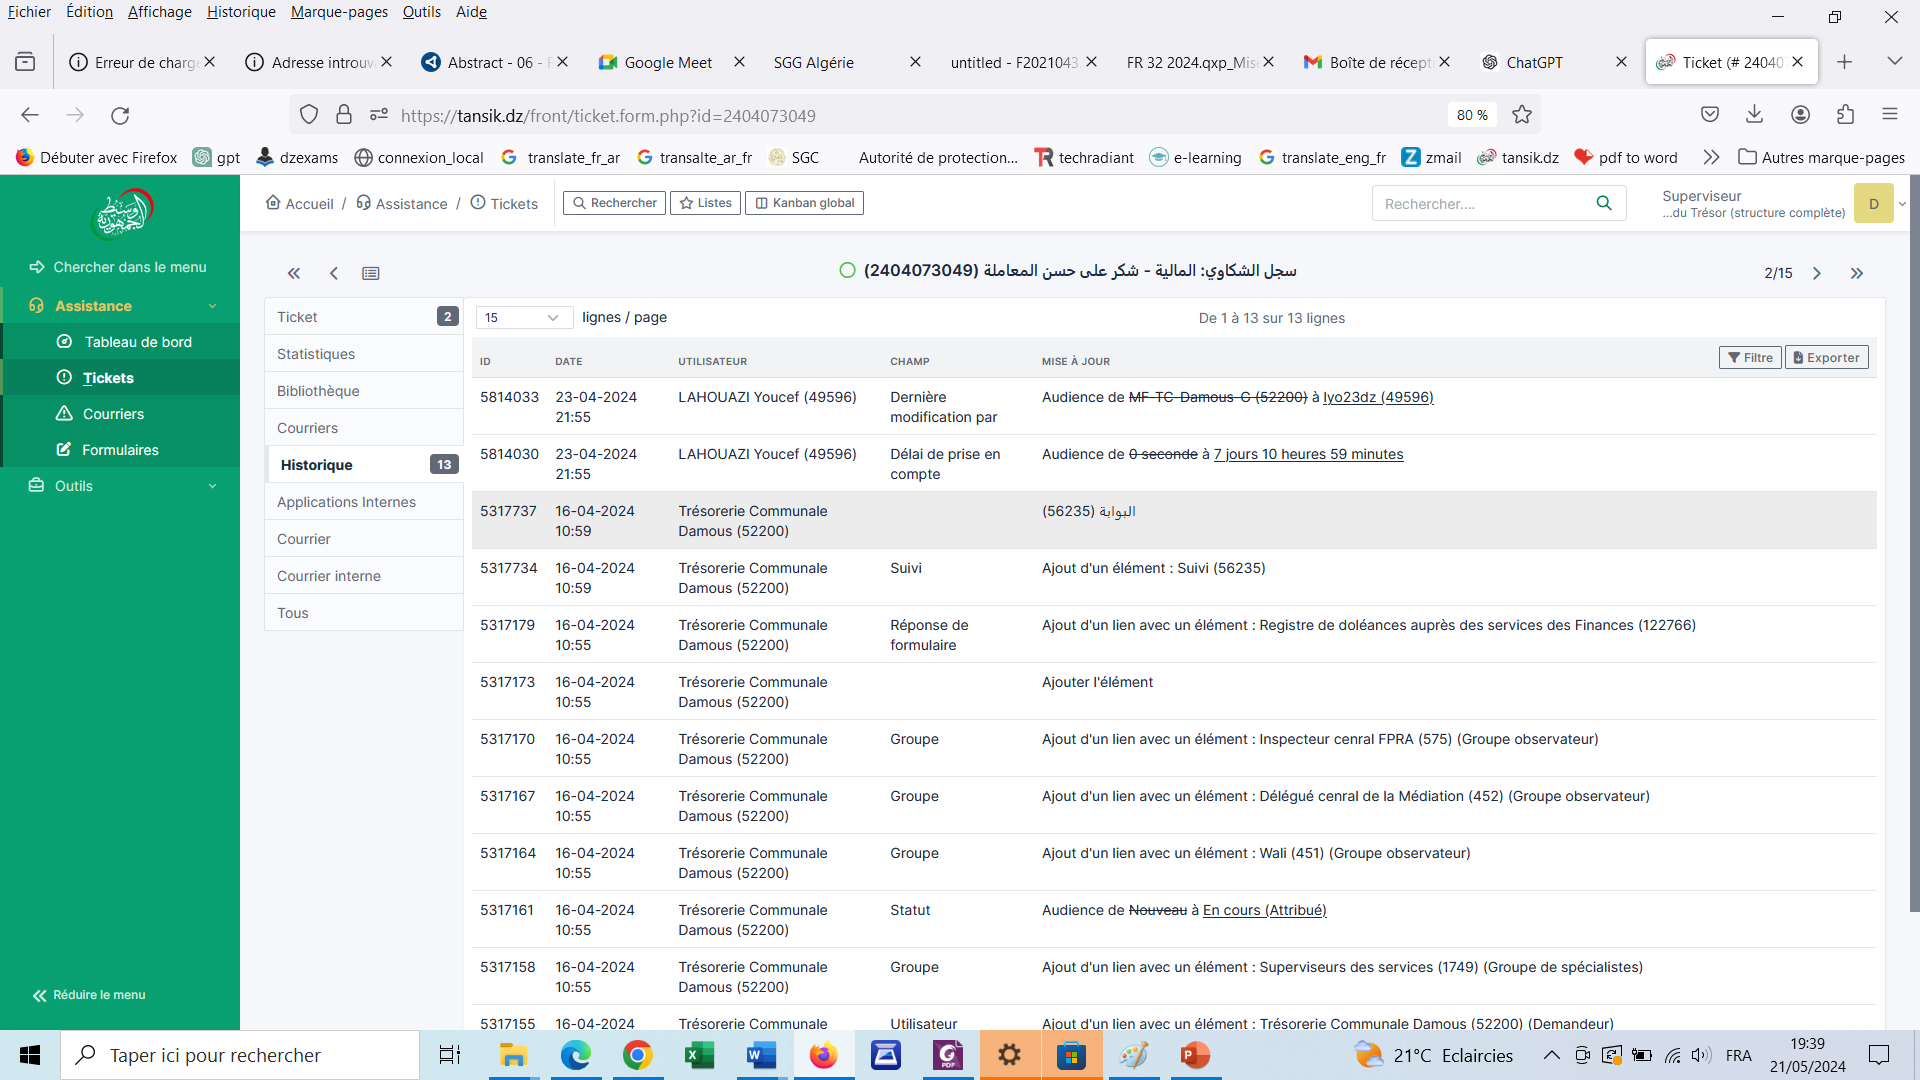 Fichier Édition Affichage Historique Marque-pages Outils Aide
Erreur de charge Adresse introuv Abstract - 06 - Google Meet SGG Algérie untitled - F2021043 FR 32 2024.qxp_Mis Boîte de récept ChatGPT Ticket (# 24040
https://tansik.dz/front/ticket.form.php?id=2404073049 80 %
Débuter avec Firefox gpt dzexams connexion_local translate_fr_ar transalte_ar_fr SGC Autorité de protection... techradiant e-learning translate_eng_fr zmail tansik.dz pdf to word Autres marque-pages
وسيط الجمهورية
Accueil / Assistance / Tickets Rechercher Listes Kanban global Rechercher.... Superviseur
...du Trésor (structure complète) D
Chercher dans le menu
Assistance
Tableau de bord
Tickets
Courriers
Formulaires
Outils
Réduire le menu
سجل الشكاوي: المالية - شكر على حسن المعاملة (2404073049)
2/15
Ticket 2
Statistiques
Bibliothèque
Courriers
Historique 13
Applications Internes
Courrier
Courrier interne
Tous
15 lignes / page De 1 à 13 sur 13 lignes
ID DATE UTILISATEUR CHAMP MISE À JOUR Filtre Exporter
5814033 23-04-2024 LAHOUAZI Youcef (49596) Dernière Audience de MF-TC-Damous-C (52200) à lyo23dz (49596)
21:55 modification par
5814030 23-04-2024 LAHOUAZI Youcef (49596) Délai de prise en Audience de 0 seconde à 7 jours 10 heures 59 minutes
21:55 compte
5317737 16-04-2024 Trésorerie Communale البوابة (56235)
10:59 Damous (52200)
5317734 16-04-2024 Trésorerie Communale Suivi Ajout d'un élément : Suivi (56235)
10:59 Damous (52200)
5317179 16-04-2024 Trésorerie Communale Réponse de Ajout d'un lien avec un élément : Registre de doléances auprès des services des Finances (122766)
10:55 Damous (52200) formulaire
5317173 16-04-2024 Trésorerie Communale Ajouter l'élément
10:55 Damous (52200)
5317170 16-04-2024 Trésorerie Communale Groupe Ajout d'un lien avec un élément : Inspecteur cenral FPRA (575) (Groupe observateur)
10:55 Damous (52200)
5317167 16-04-2024 Trésorerie Communale Groupe Ajout d'un lien avec un élément : Délégué cenral de la Médiation (452) (Groupe observateur)
10:55 Damous (52200)
5317164 16-04-2024 Trésorerie Communale Groupe Ajout d'un lien avec un élément : Wali (451) (Groupe observateur)
10:55 Damous (52200)
5317161 16-04-2024 Trésorerie Communale Statut Audience de Nouveau à En cours (Attribué)
10:55 Damous (52200)
5317158 16-04-2024 Trésorerie Communale Groupe Ajout d'un lien avec un élément : Superviseurs des services (1749) (Groupe de spécialistes)
10:55 Damous (52200)
5317155 16-04-2024 Trésorerie Communale Utilisateur Ajout d'un lien avec un élément : Trésorerie Communale Damous (52200) (Demandeur)
Taper ici pour rechercher 21°C Eclaircies FRA 19:39
21/05/2024